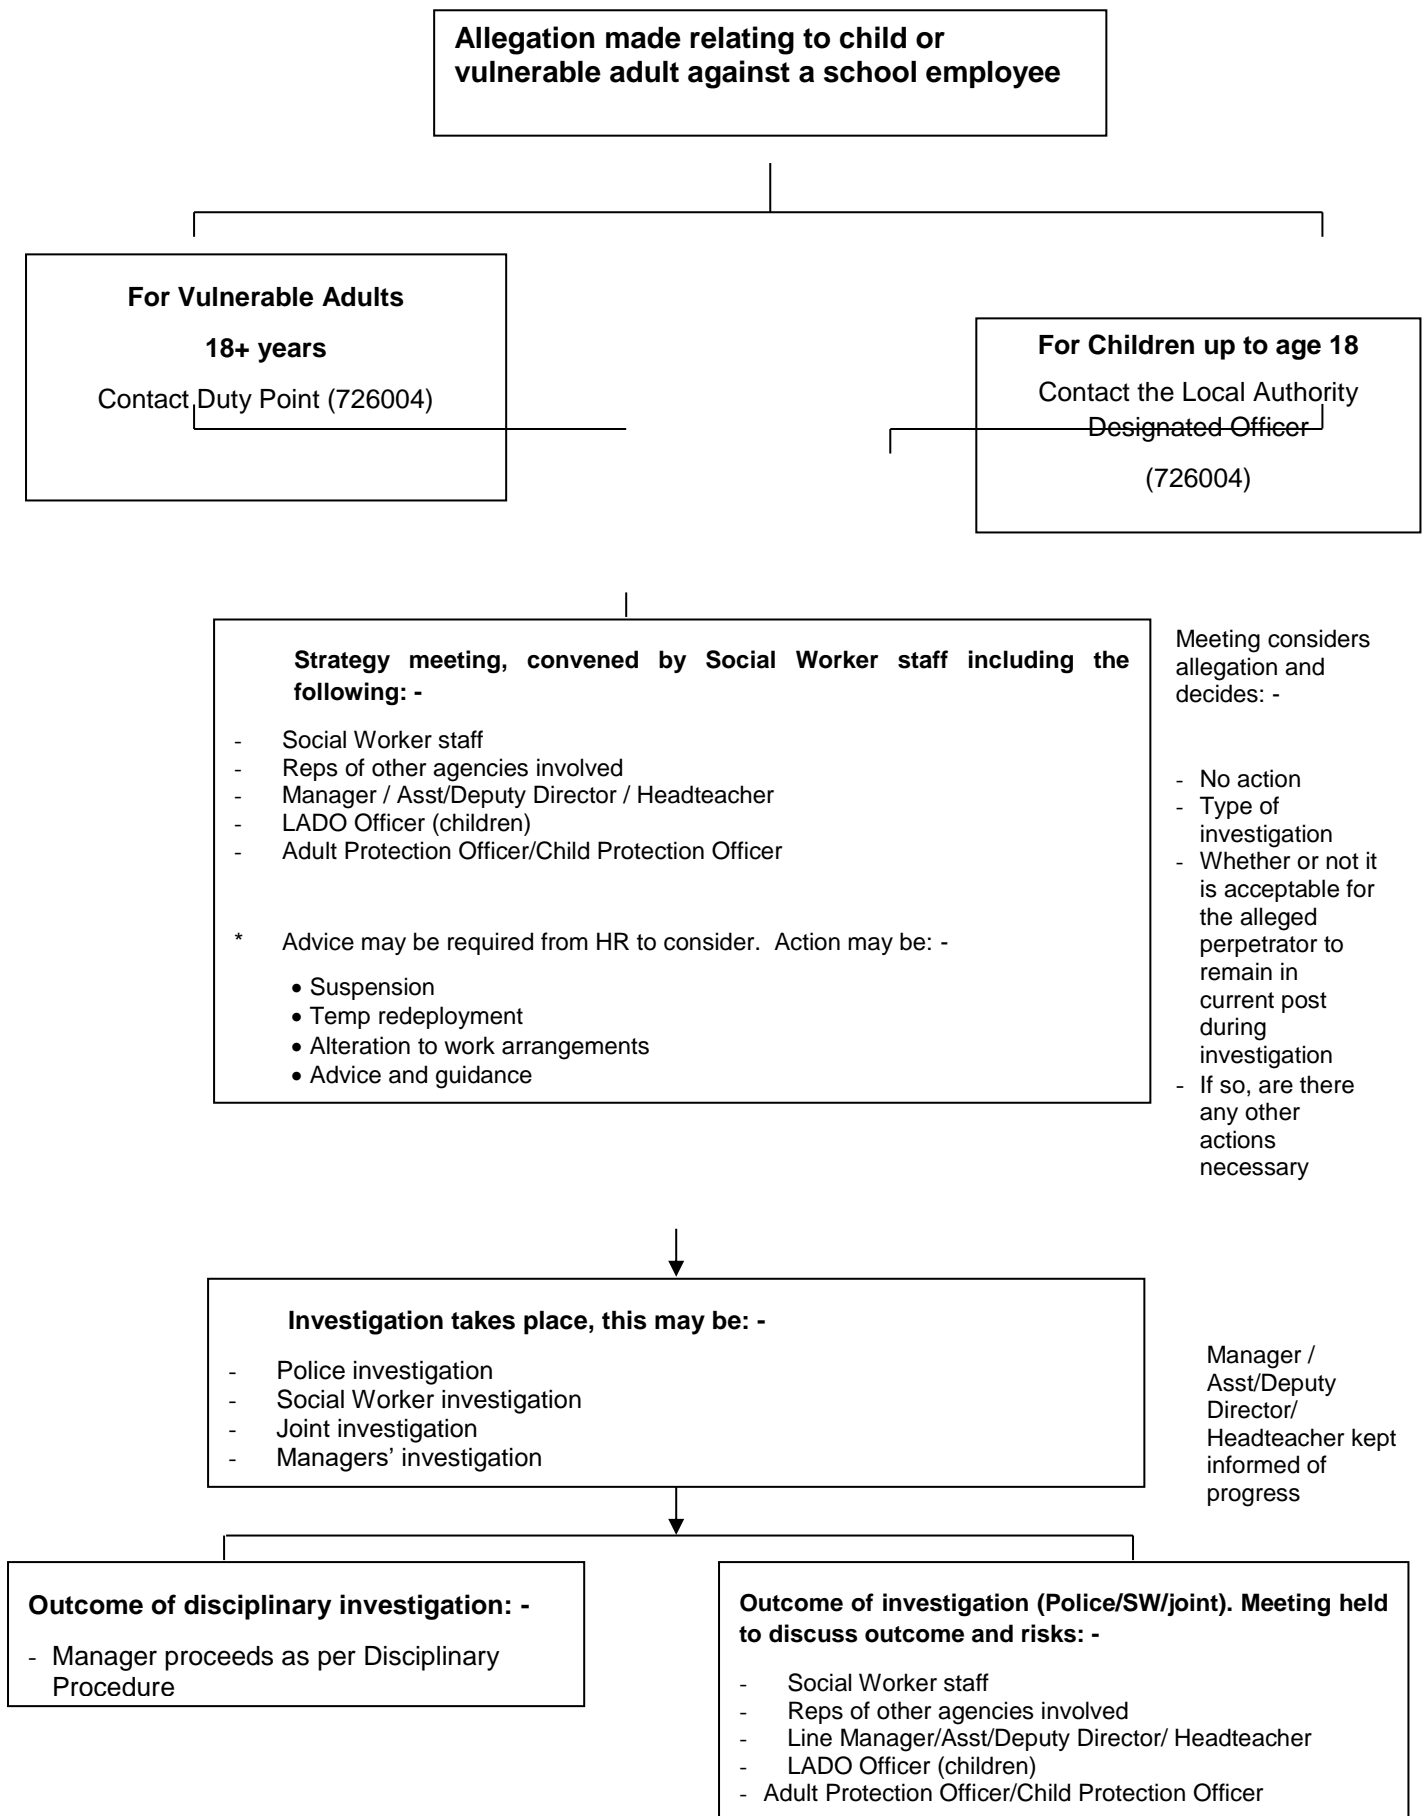 Allegation made relating to child or
vulnerable adult against a school employee
For Vulnerable Adults
18+ years
Contact Duty Point (726004)
For Children up to age 18
Contact the Local Authority
Designated Officer
(726004)
Strategy meeting, convened by Social Worker staff including the
following: -
- Social Worker staff
- Reps of other agencies involved
- Manager / Asst/Deputy Director / Headteacher
- LADO Officer (children)
- Adult Protection Officer/Child Protection Officer
* Advice may be required from HR to consider. Action may be: -
• Suspension
• Temp redeployment
• Alteration to work arrangements
• Advice and guidance
Meeting considers
allegation and
decides: -
- No action
- Type of
investigation
- Whether or not it
is acceptable for
the alleged
perpetrator to
remain in
current post
during
investigation
- If so, are there
any other
actions
necessary
Investigation takes place, this may be: -
- Police investigation
- Social Worker investigation
- Joint investigation
- Managers’ investigation
Manager /
Asst/Deputy
Director/
Headteacher kept
informed of
progress
Outcome of disciplinary investigation: -
- Manager proceeds as per Disciplinary
Procedure
Outcome of investigation (Police/SW/joint). Meeting held
to discuss outcome and risks: -
- Social Worker staff
- Reps of other agencies involved
- Line Manager/Asst/Deputy Director/ Headteacher
- LADO Officer (children)
- Adult Protection Officer/Child Protection Officer